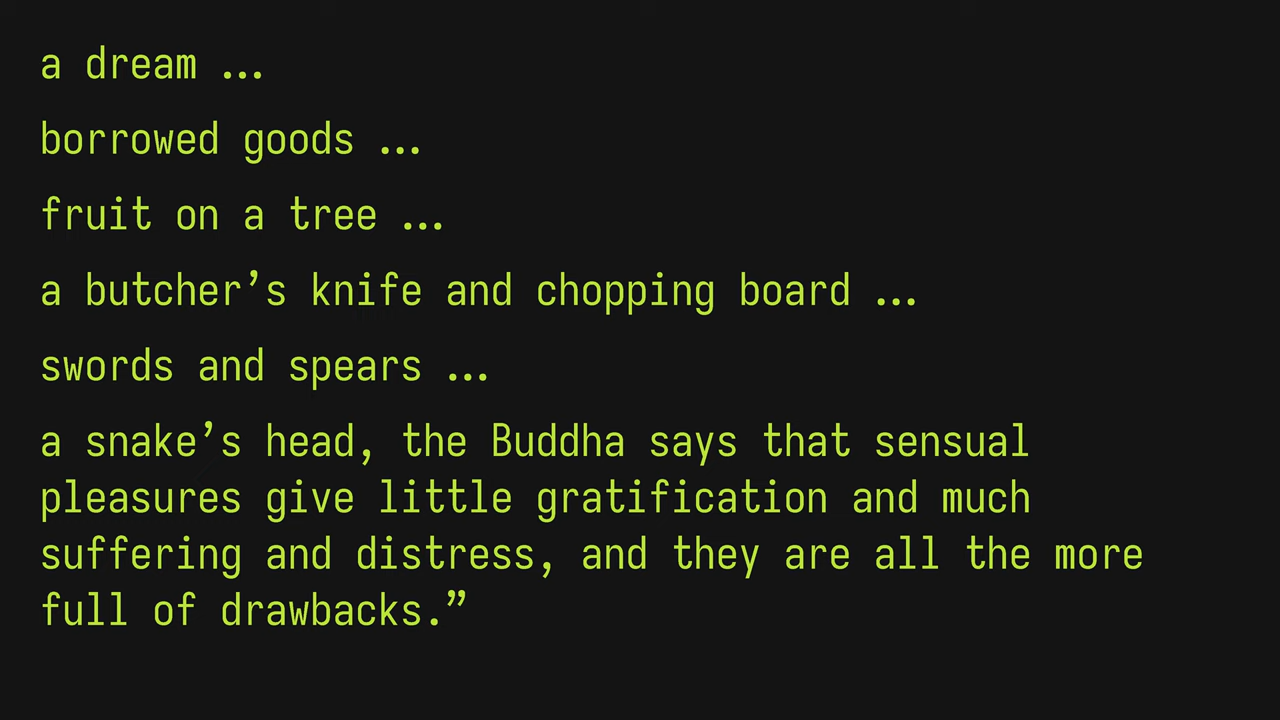 a dream …
borrowed goods …
fruit on a tree …
a butcher’s knife and chopping board …
swords and spears …
a snake’s head, the Buddha says that sensual
pleasures give little gratification and much
suffering and distress, and they are all the more
full of drawbacks.”